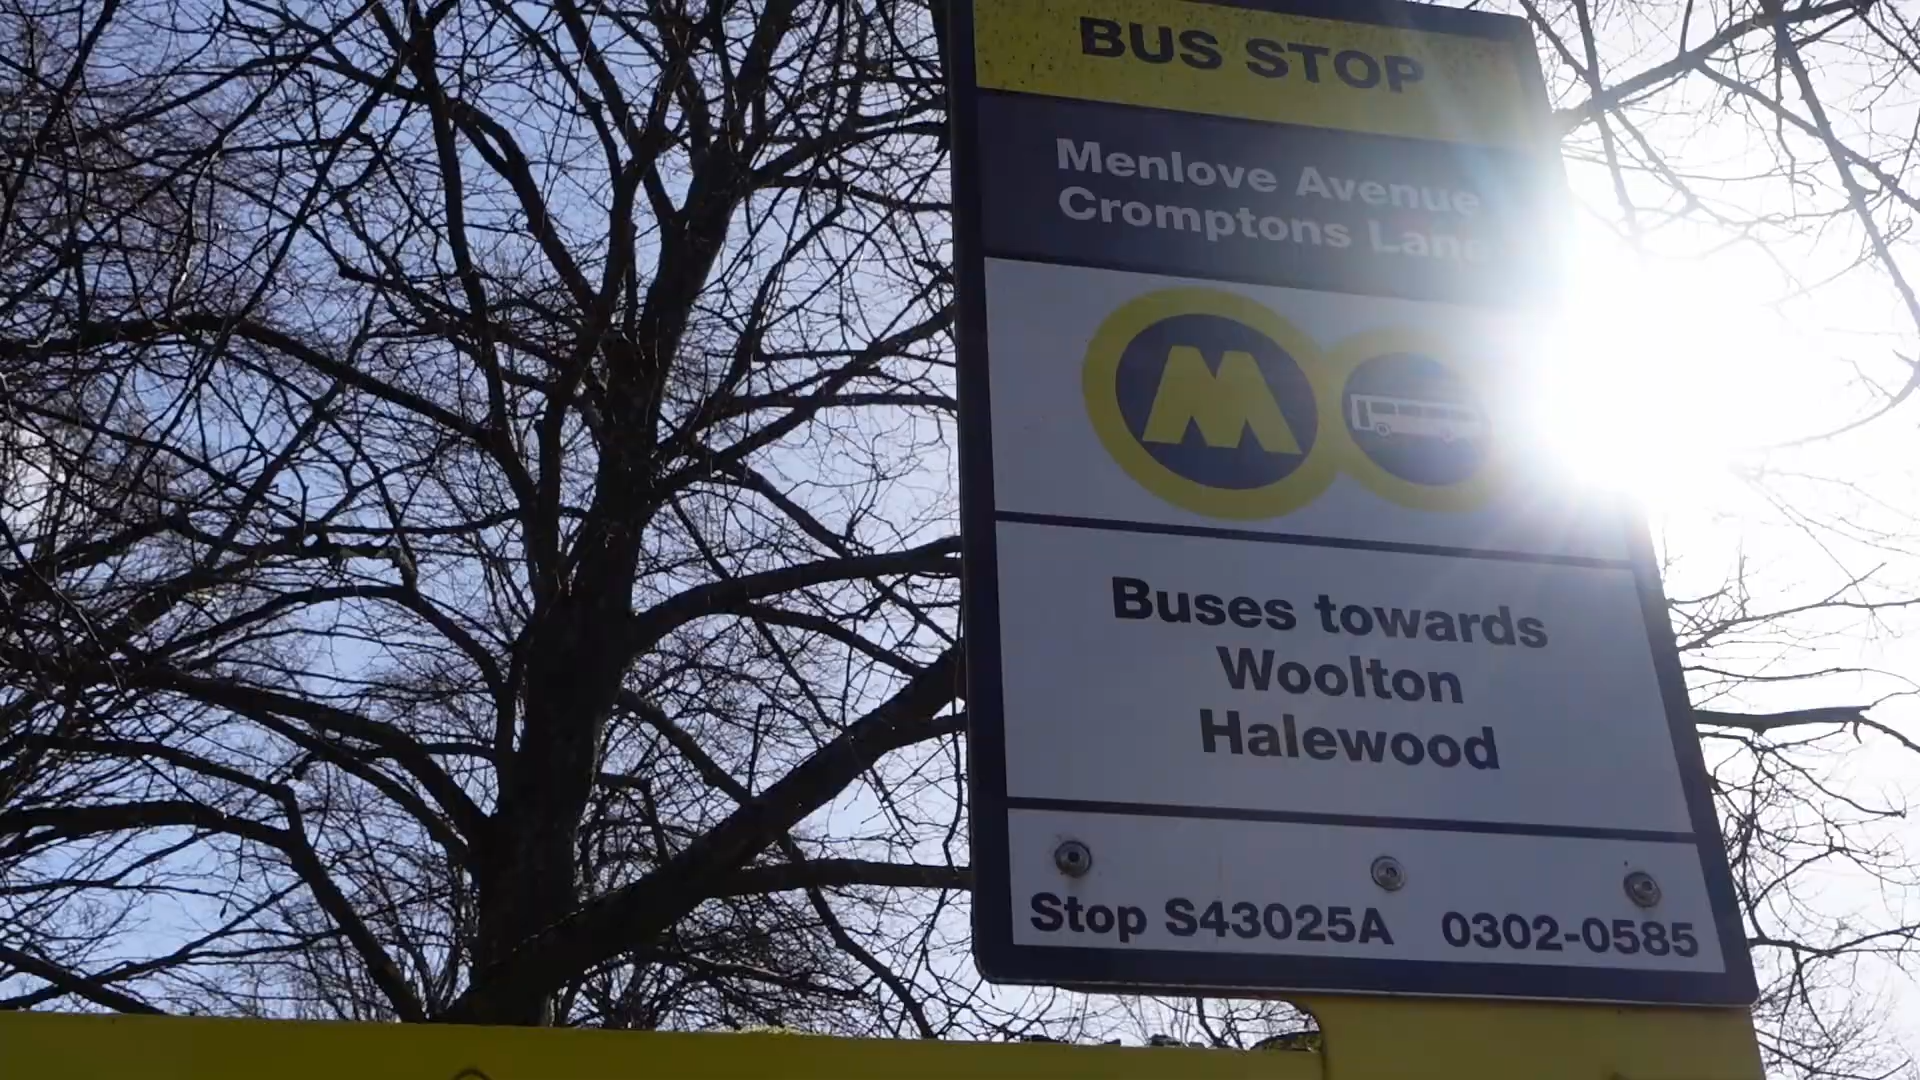 BUS STOP
Menlove Avenue
Cromptons Lane
M
Buses towards
Woolton
Halewood
Stop S43025A 0302-0585